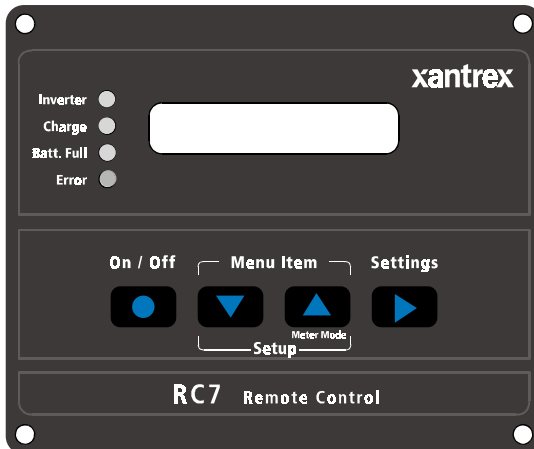 xantrex
Inverter
Charge
Batt. Full
Error
On / Off
Menu Item
Settings
Meter Mode
Setup
RC7 Remote Control